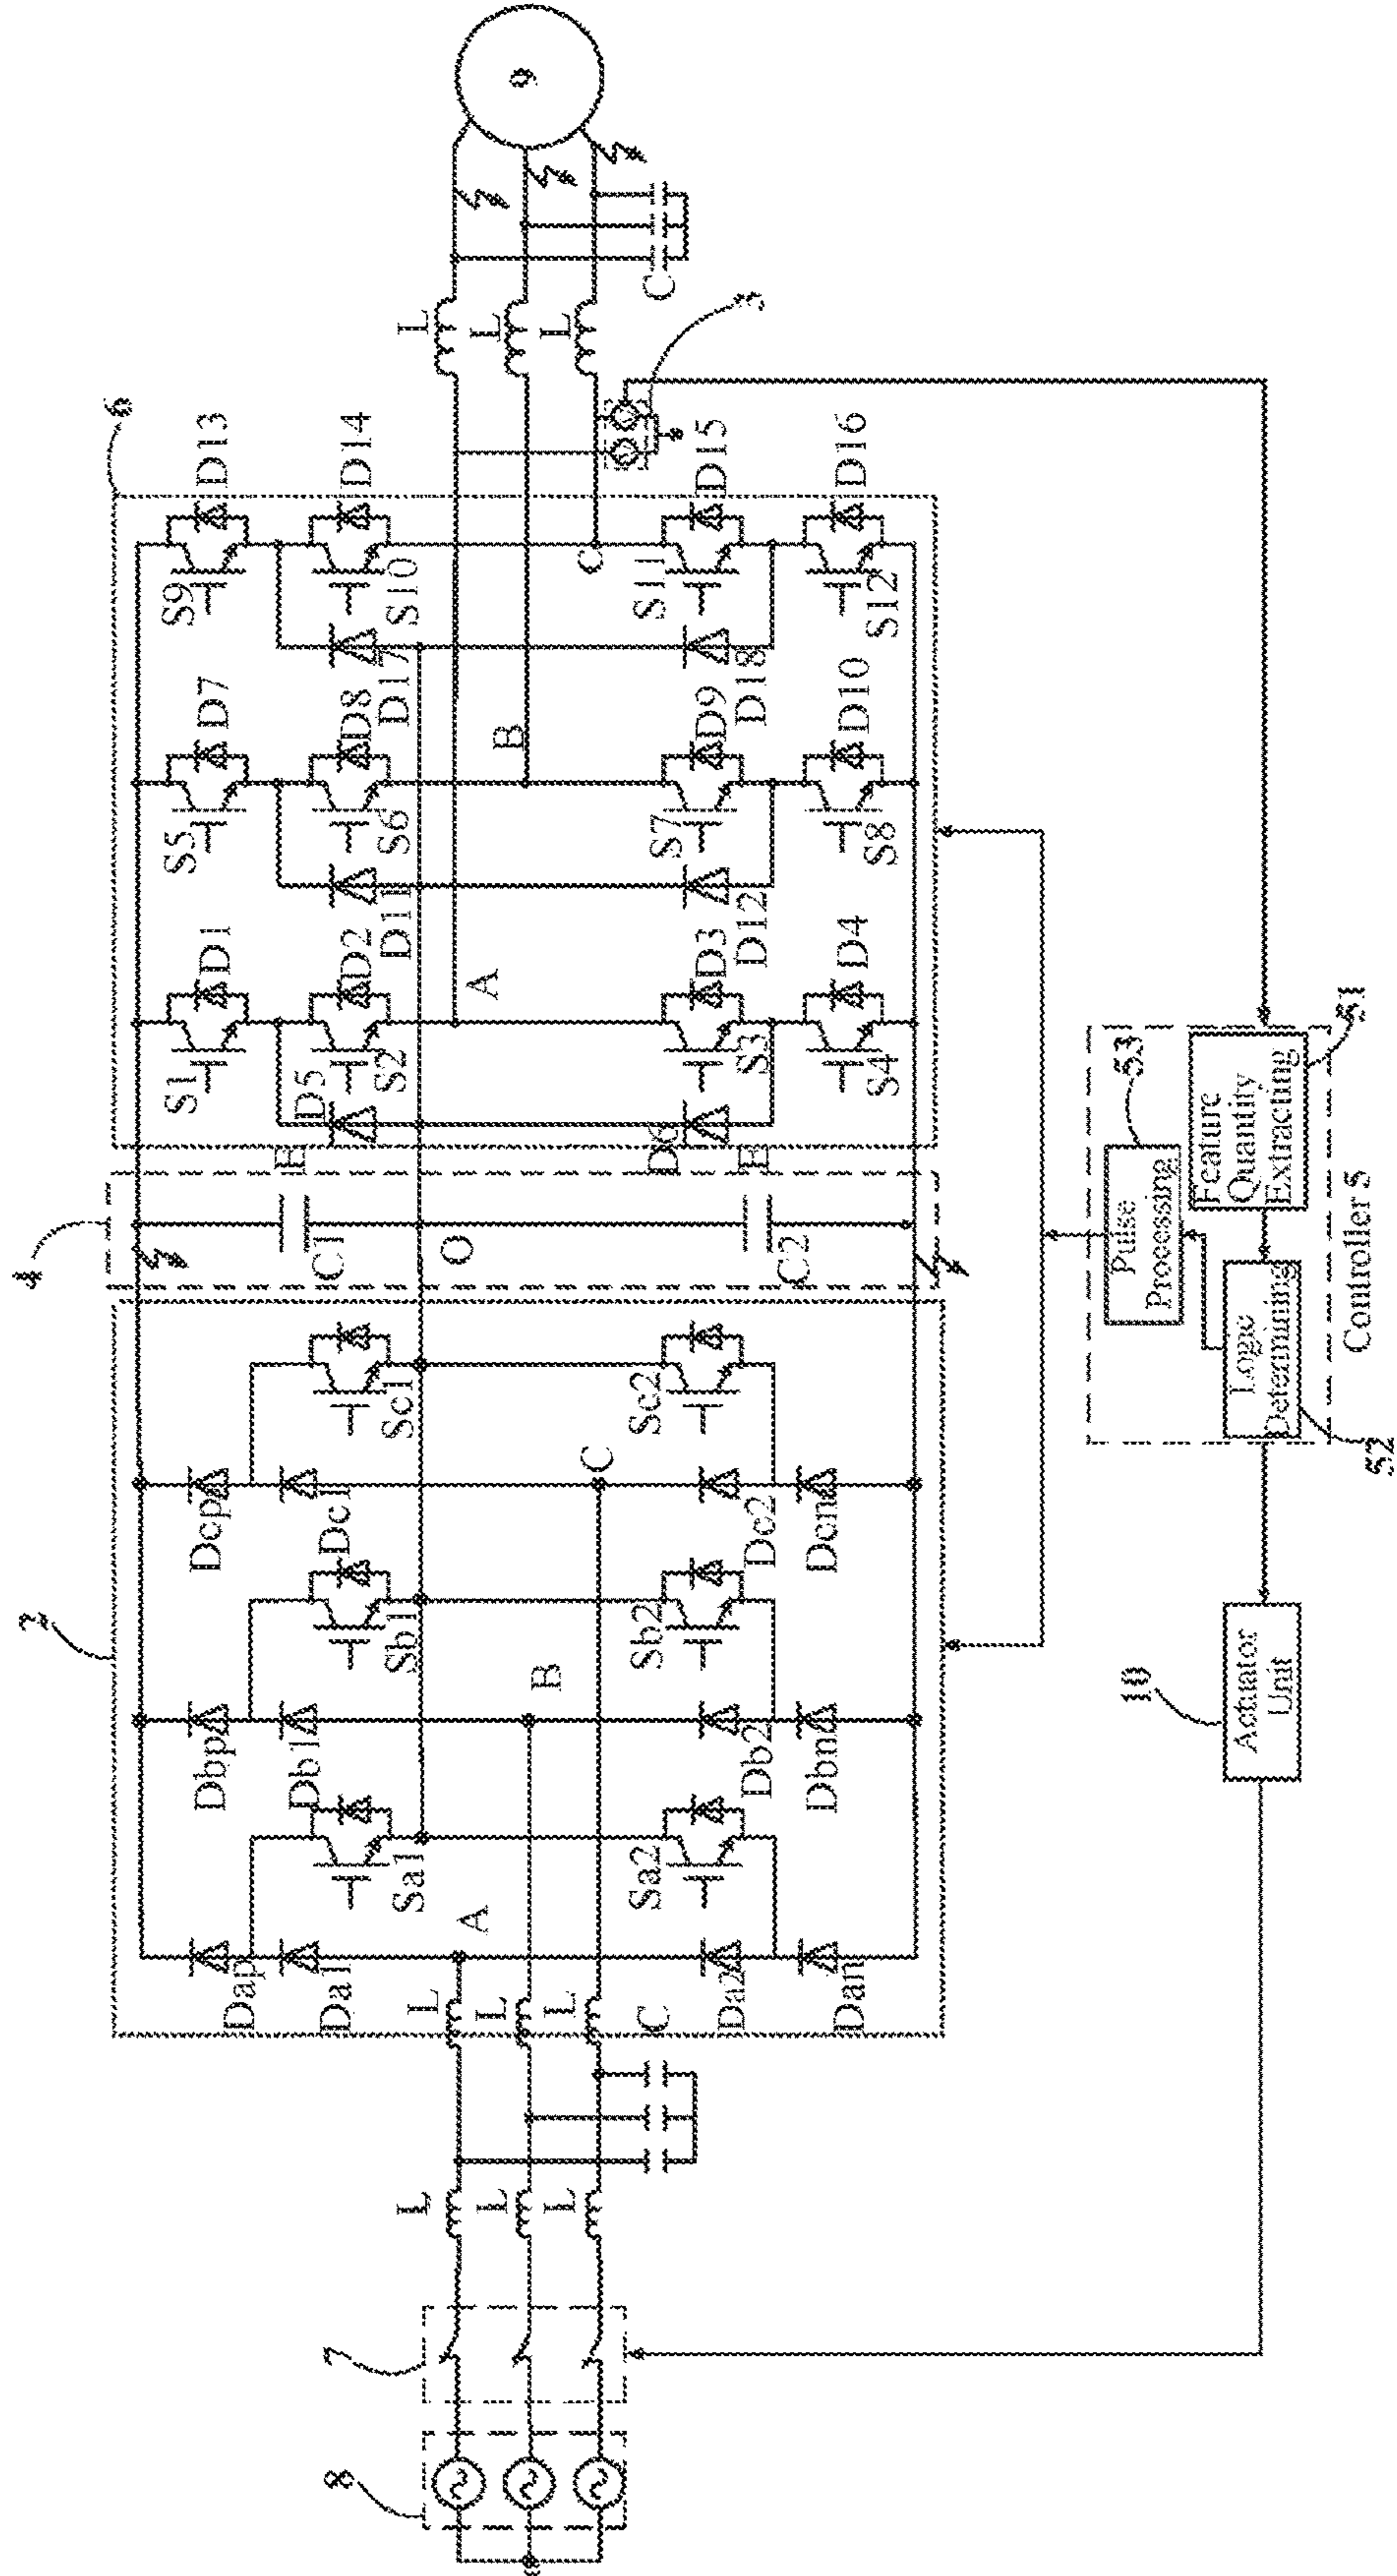 8
7
L
L
L
C
2
Dap
Da1
Da2
Dan
A
Sa1
Sa2
Dbp
Db1
Db2
Dbn
B
Sb1
Sb2
Dcp
Dc1
Dc2
Dcn
C
Sc1
Sc2
L
L
L
4
C1
E
O
C2
E
6
S1
D1
S2
D2
D5
A
S3
D3
D6
S4
D4
S5
D7
S6
D8
D11
B
S7
D9
D12
S8
D10
S9
D13
S10
D14
D17
C
S11
D15
D18
S12
D16
3
L
L
L
C
9
10
Actuator
Unit
52
Logic
Determining
53
Pulse
Processing
51
Feature
Quantity
Extracting
Controller 5